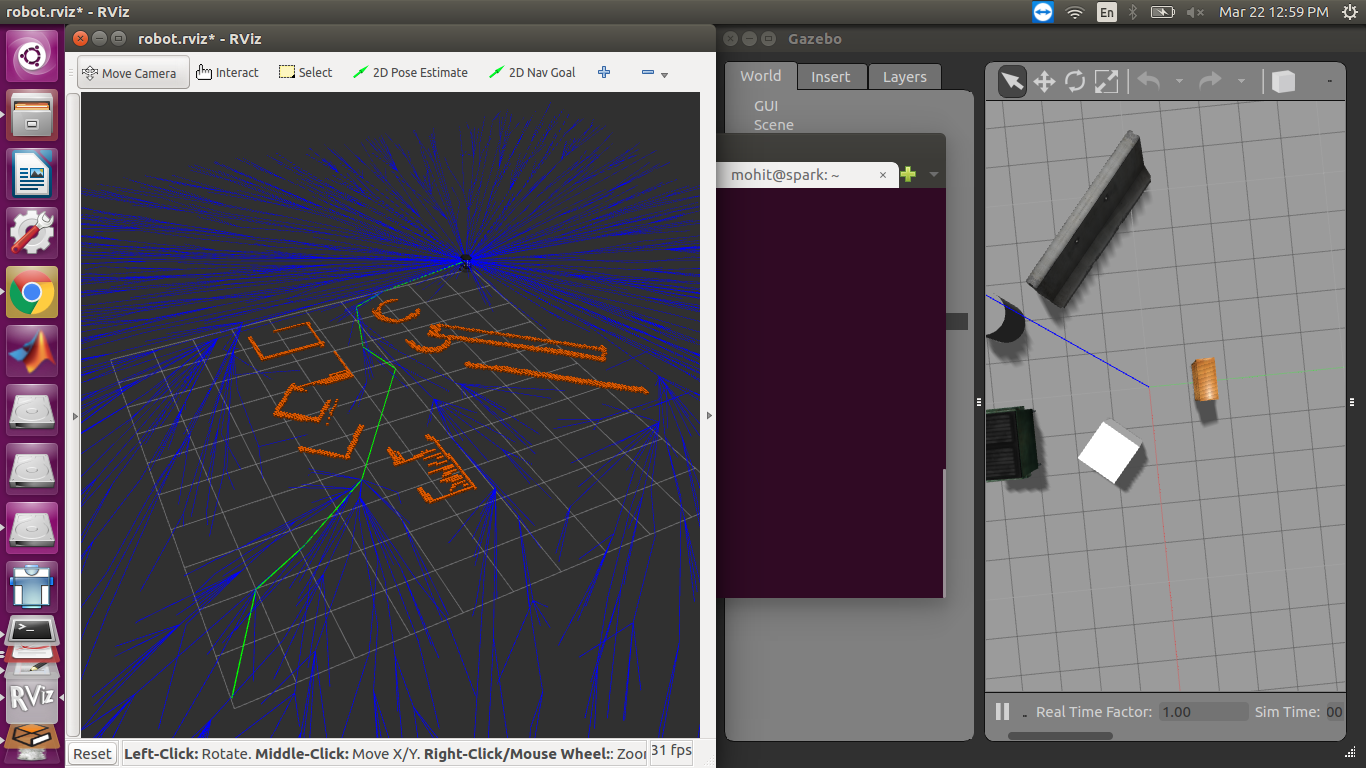 robot.rviz* - RViz
En
Mar 22 12:59 PM
robot.rviz* - RViz
Move Camera
Interact
Select
2D Pose Estimate
2D Nav Goal
Gazebo
World
Insert
Layers
GUI
Scene
mohit@spark: ~
RViz
Real Time Factor: 1.00 Sim Time: 00
Reset
Left-Click: Rotate. Middle-Click: Move X/Y. Right-Click/Mouse Wheel:: Zoo
31 fps